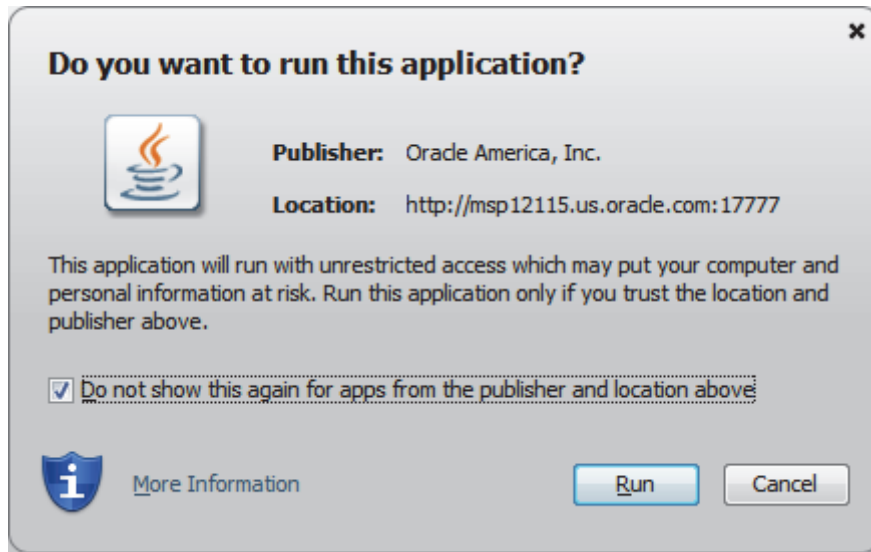 Do you want to run this application?
Publisher: Oracle America, Inc.
Location: http://msp12115.us.oracle.com:17777
This application will run with unrestricted access which may put your computer and
personal information at risk. Run this application only if you trust the location and
publisher above.
Do not show this again for apps from the publisher and location above
More Information
Run
Cancel